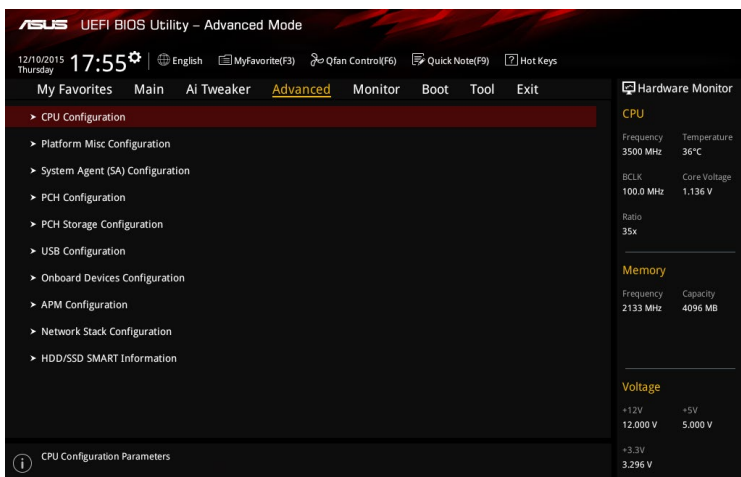 ASUS UEFI BIOS Utility – Advanced Mode
12/10/2015
Thursday
17:55
English MyFavorite(F3) Qfan Control(F6) Quick Note(F9) ? Hot Keys
My Favorites Main Ai Tweaker Advanced Monitor Boot Tool Exit
> CPU Configuration
> Platform Misc Configuration
> System Agent (SA) Configuration
> PCH Configuration
> PCH Storage Configuration
> USB Configuration
> Onboard Devices Configuration
> APM Configuration
> Network Stack Configuration
> HDD/SSD SMART Information
i CPU Configuration Parameters
Hardware Monitor
CPU
Frequency Temperature
3500 MHz 36°C
BCLK Core Voltage
100.0 MHz 1.136 V
Ratio
35x
Memory
Frequency Capacity
2133 MHz 4096 MB
Voltage
+12V +5V
12.000 V 5.000 V
+3.3V
3.296 V